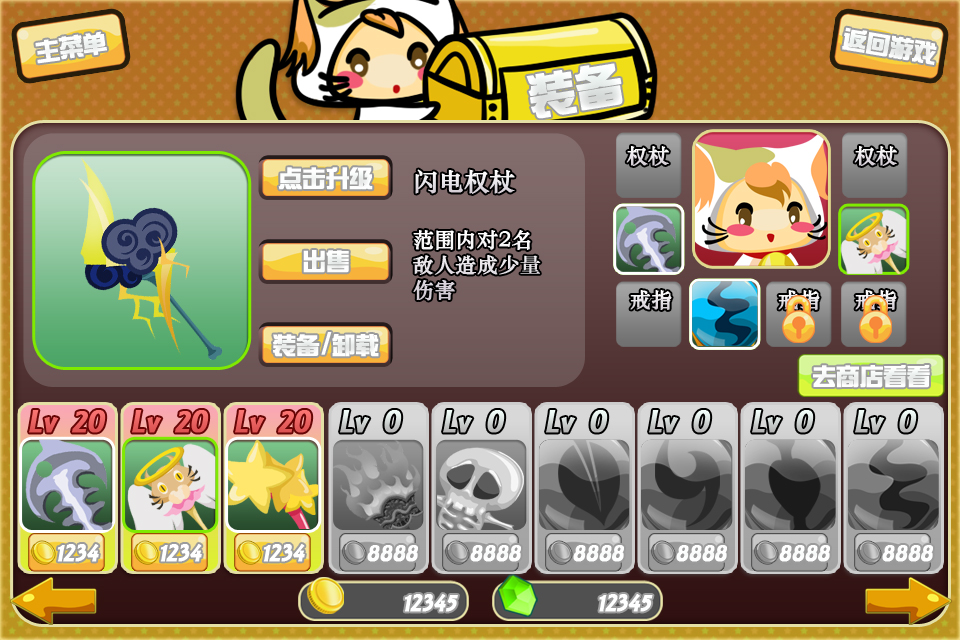 主菜单
装备
返回游戏
点击升级
闪电权杖
出售
范围内对2名
敌人造成少量
伤害
装备/卸载
权杖
权杖
戒指
戒指
戒指
去商店看看
Lv 20
Lv 20
Lv 20
Lv 0
Lv 0
Lv 0
Lv 0
Lv 0
Lv 0
1234
1234
1234
8888
8888
8888
8888
8888
8888
12345
12345